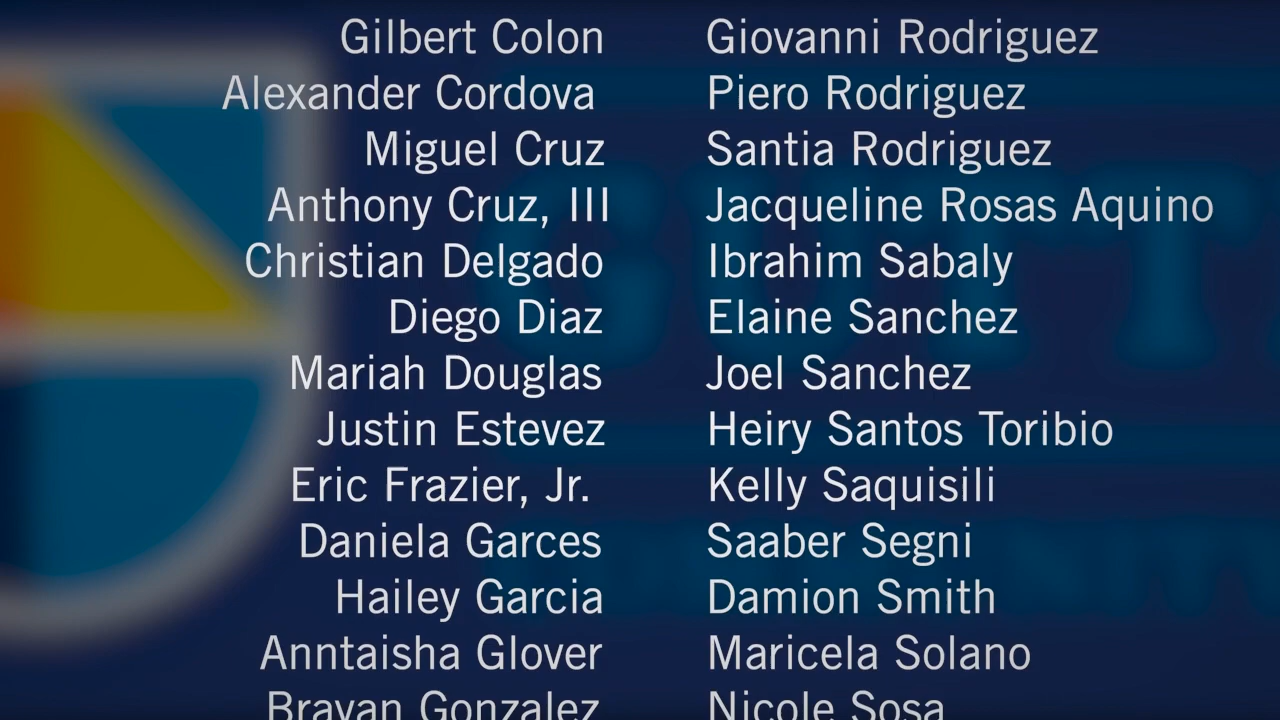 Gilbert Colon
Alexander Cordova
Miguel Cruz
Anthony Cruz, III
Christian Delgado
Diego Diaz
Mariah Douglas
Justin Estevez
Eric Frazier, Jr.
Daniela Garces
Hailey Garcia
Anntaisha Glover
Brayan Gonzalez
Giovanni Rodriguez
Piero Rodriguez
Santia Rodriguez
Jacqueline Rosas Aquino
Ibrahim Sabaly
Elaine Sanchez
Joel Sanchez
Heiry Santos Toribio
Kelly Saquisili
Saaber Segni
Damion Smith
Maricela Solano
Nicole Sosa